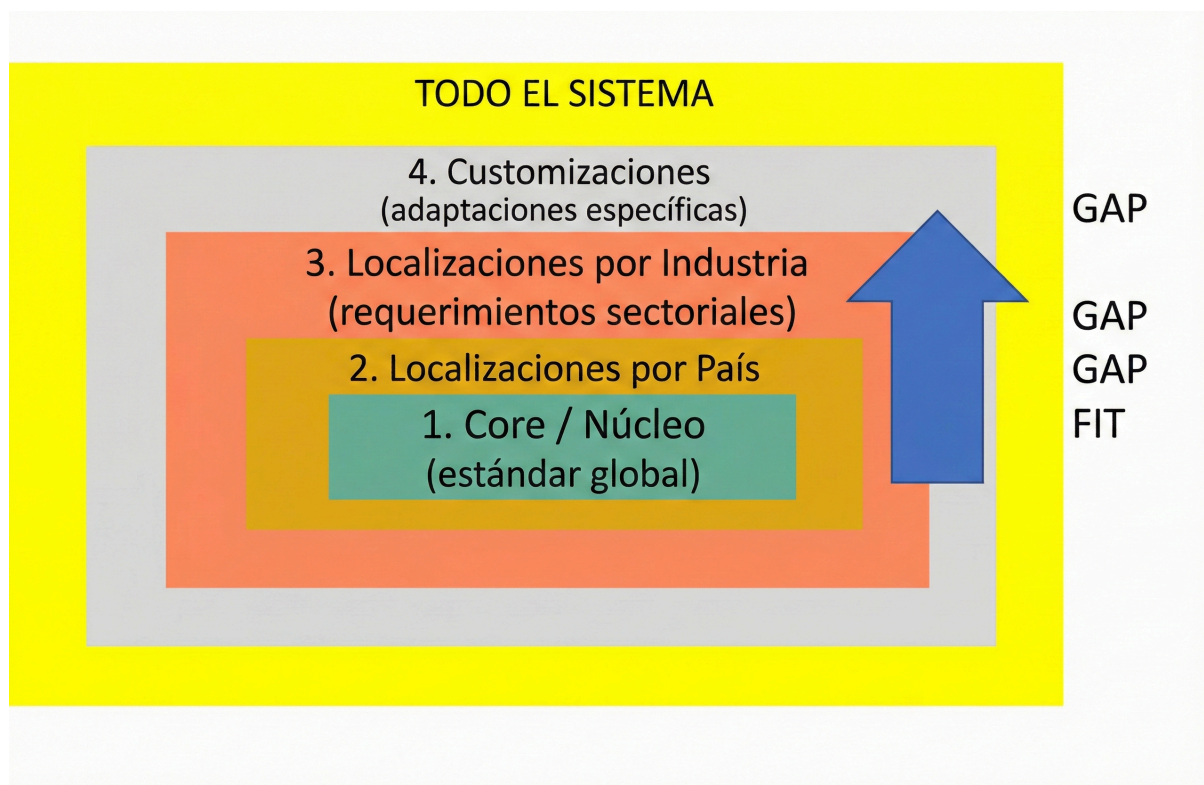 TODO EL SISTEMA
4. Customizaciones
(adaptaciones específicas)
GAP
3. Localizaciones por Industria
(requerimientos sectoriales)
GAP
2. Localizaciones por País
GAP
1. Core / Núcleo
FIT
(estándar global)